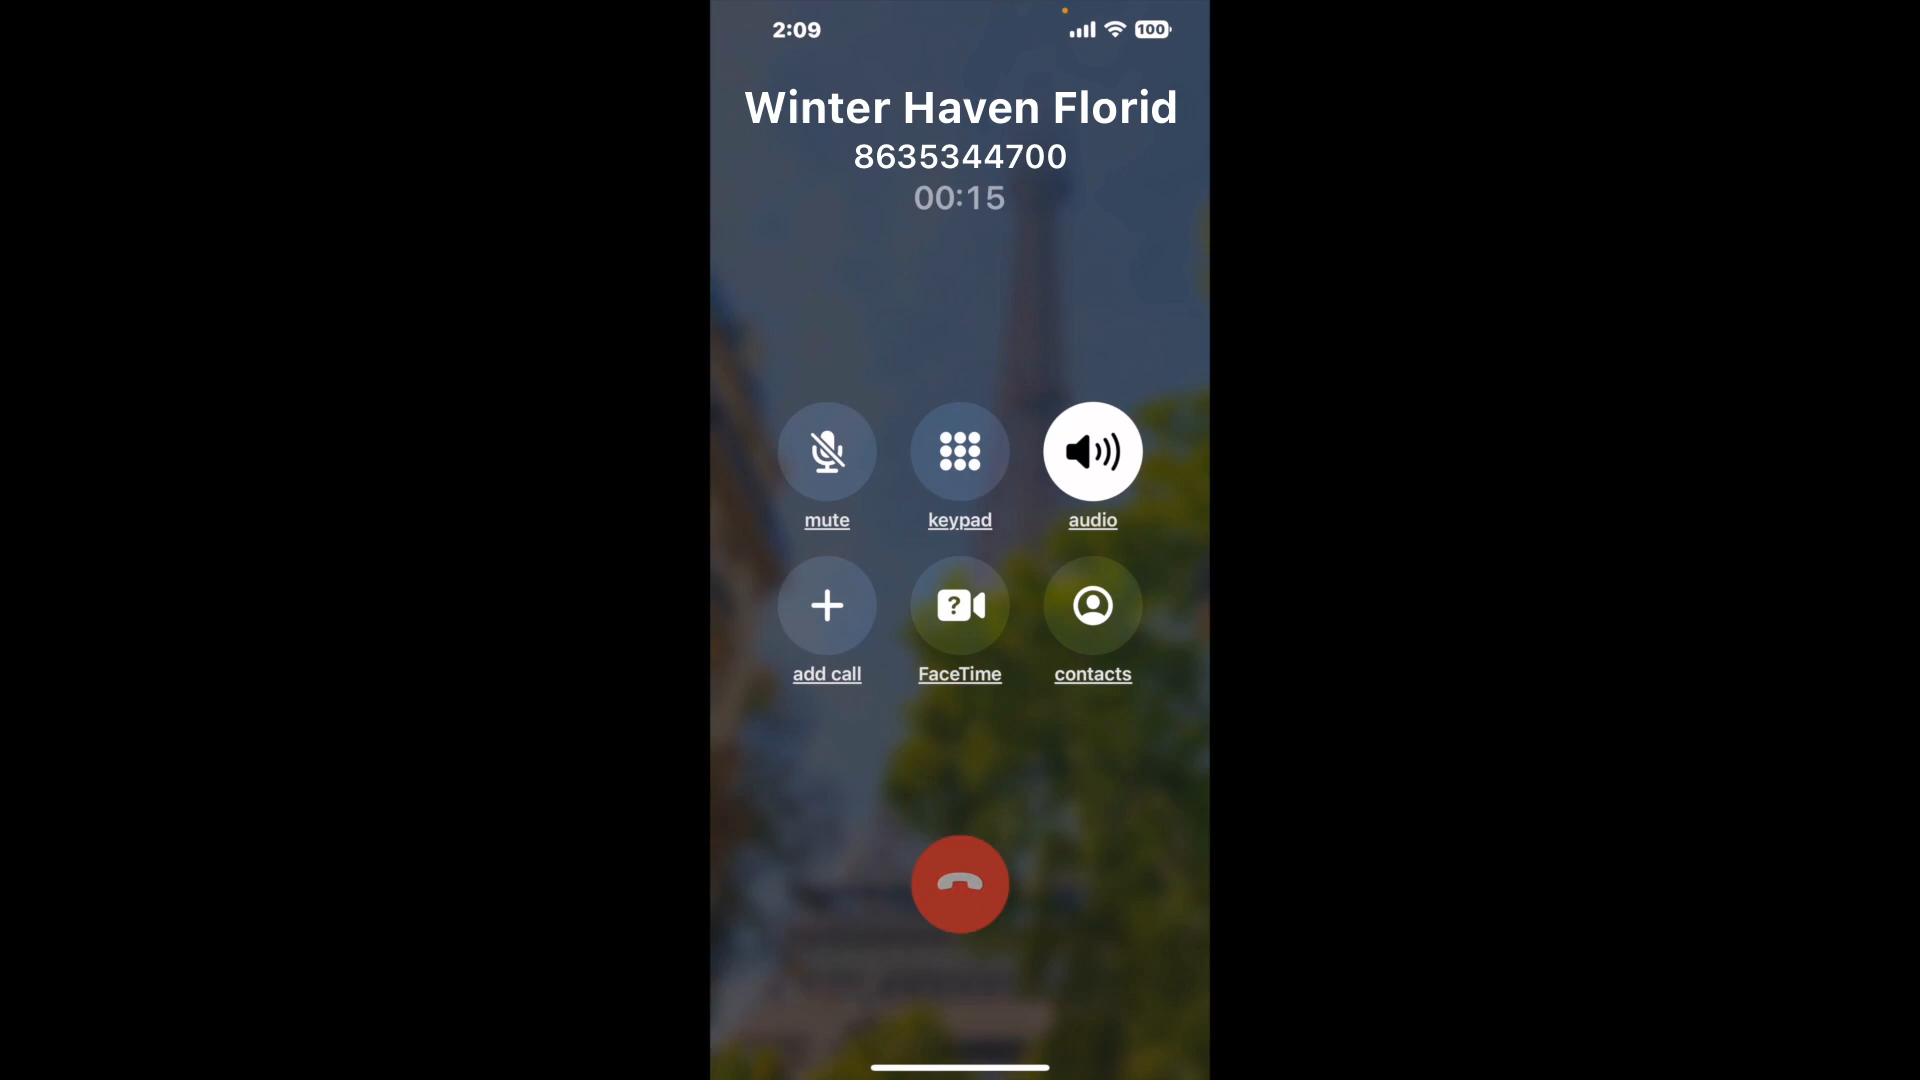 2:09
100
Winter Haven Florid
8635344700
00:15
mute
keypad
audio
?
add call
FaceTime
contacts